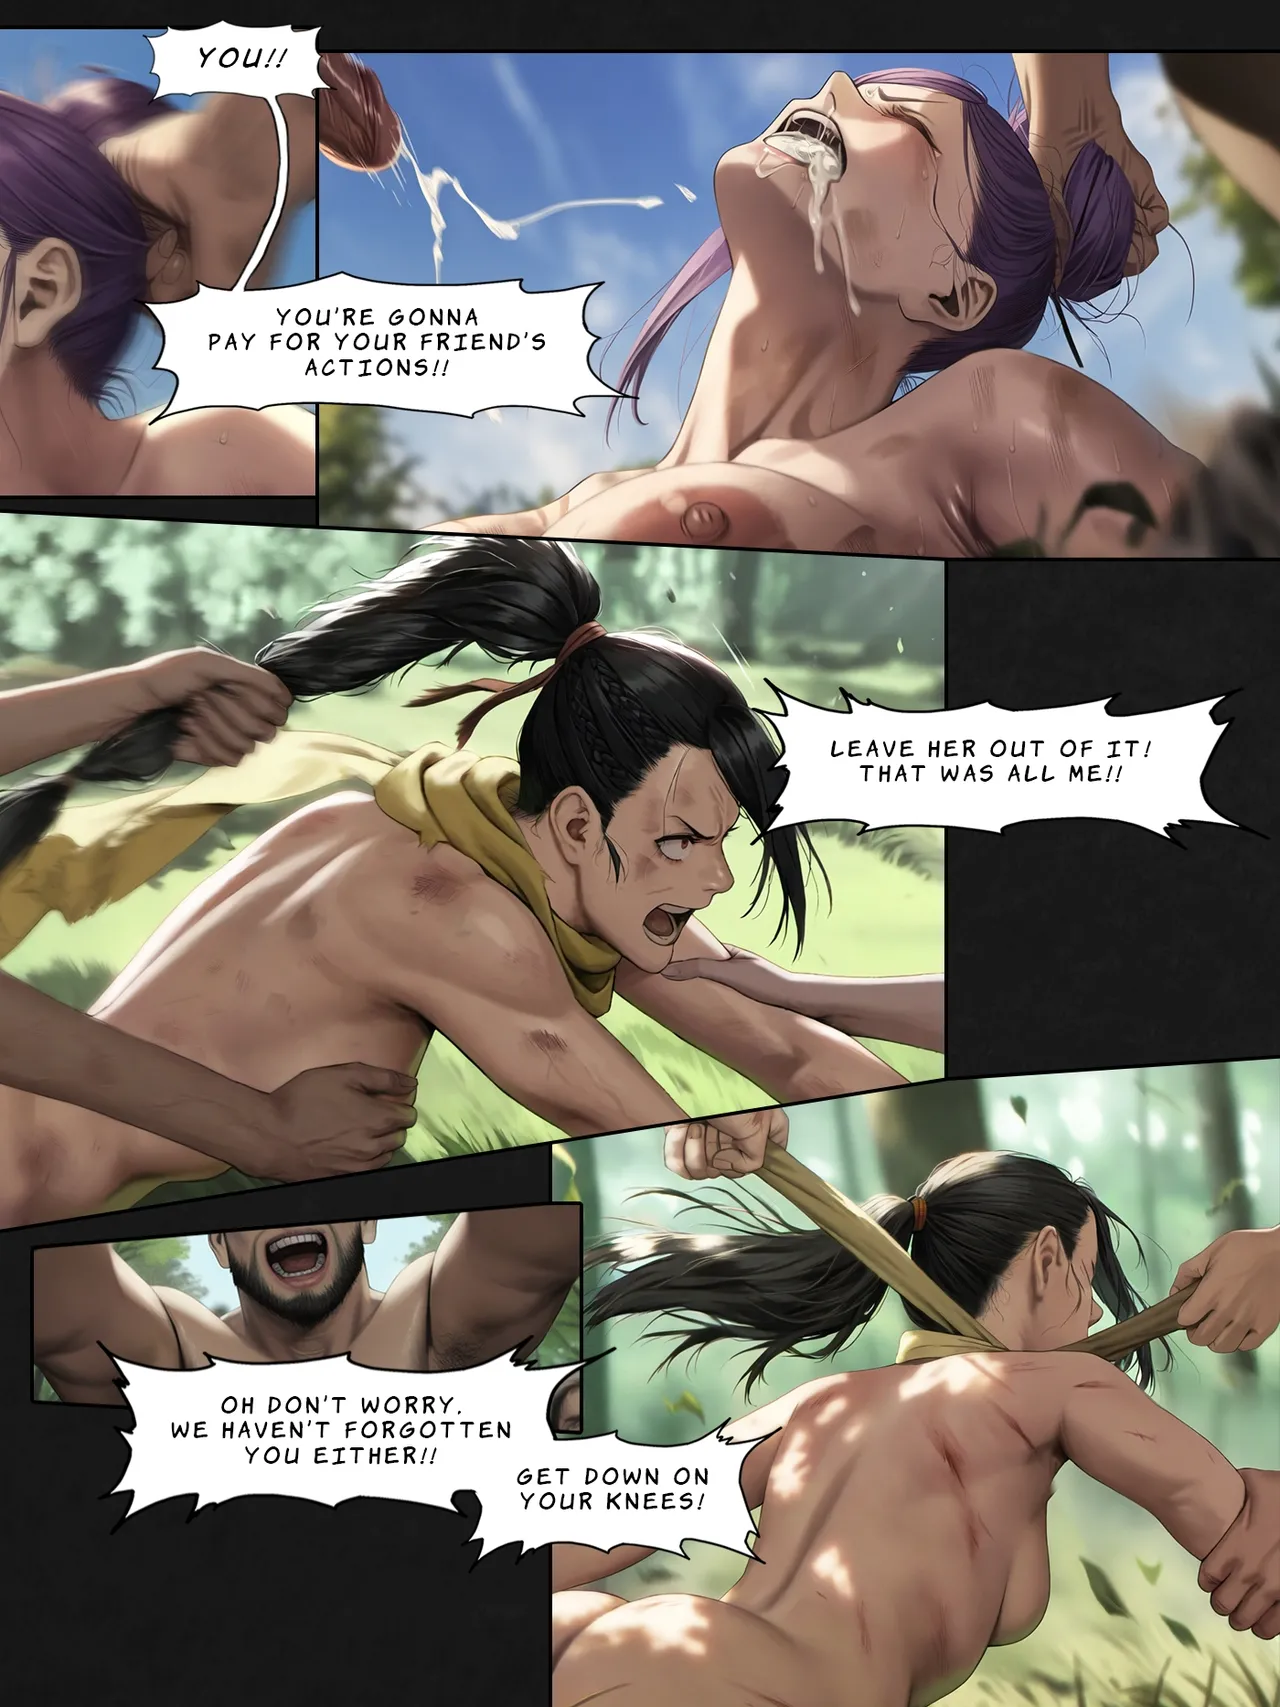 YOU!!
YOU'RE GONNA
PAY FOR YOUR FRIEND'S
ACTIONS!!
LEAVE HER OUT OF IT!
THAT WAS ALL ME!!
OH DON'T WORRY.
WE HAVEN'T FORGOTTEN
YOU EITHER!!
GET DOWN ON
YOUR KNEES!